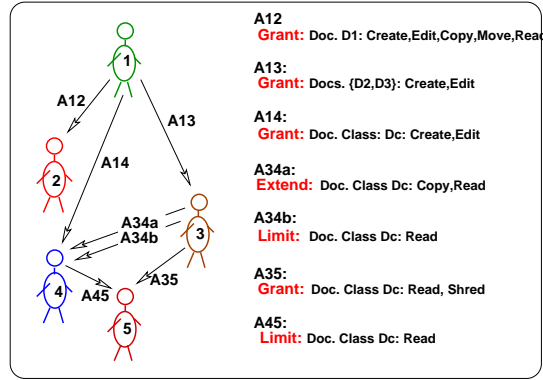 1
A12
A13
A14
2
A34a
A34b
3
A35
A45
4
5
A12
Grant: Doc. D1: Create,Edit,Copy,Move,Read
A13:
Grant: Docs. {D2,D3}: Create,Edit
A14:
Grant: Doc. Class: Dc: Create,Edit
A34a:
Extend: Doc. Class Dc: Copy,Read
A34b:
Limit: Doc. Class Dc: Read
A35:
Grant: Doc. Class Dc: Read, Shred
A45:
Limit: Doc. Class Dc: Read